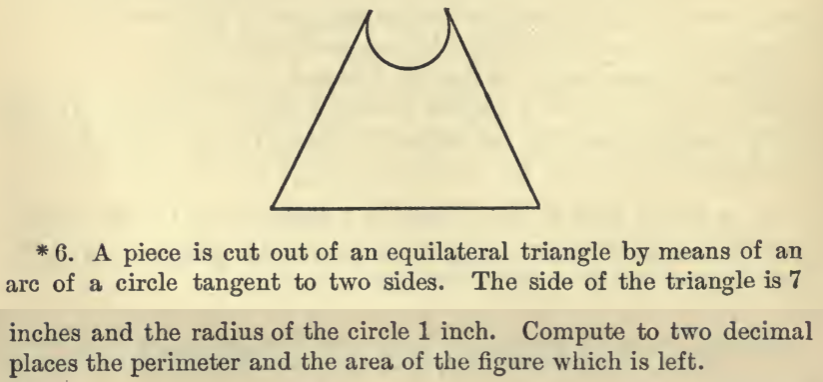 *6. A piece is cut out of an equilateral triangle by means of an
arc of a circle tangent to two sides. The side of the triangle is 7
inches and the radius of the circle 1 inch. Compute to two decimal
places the perimeter and the area of the figure which is left.